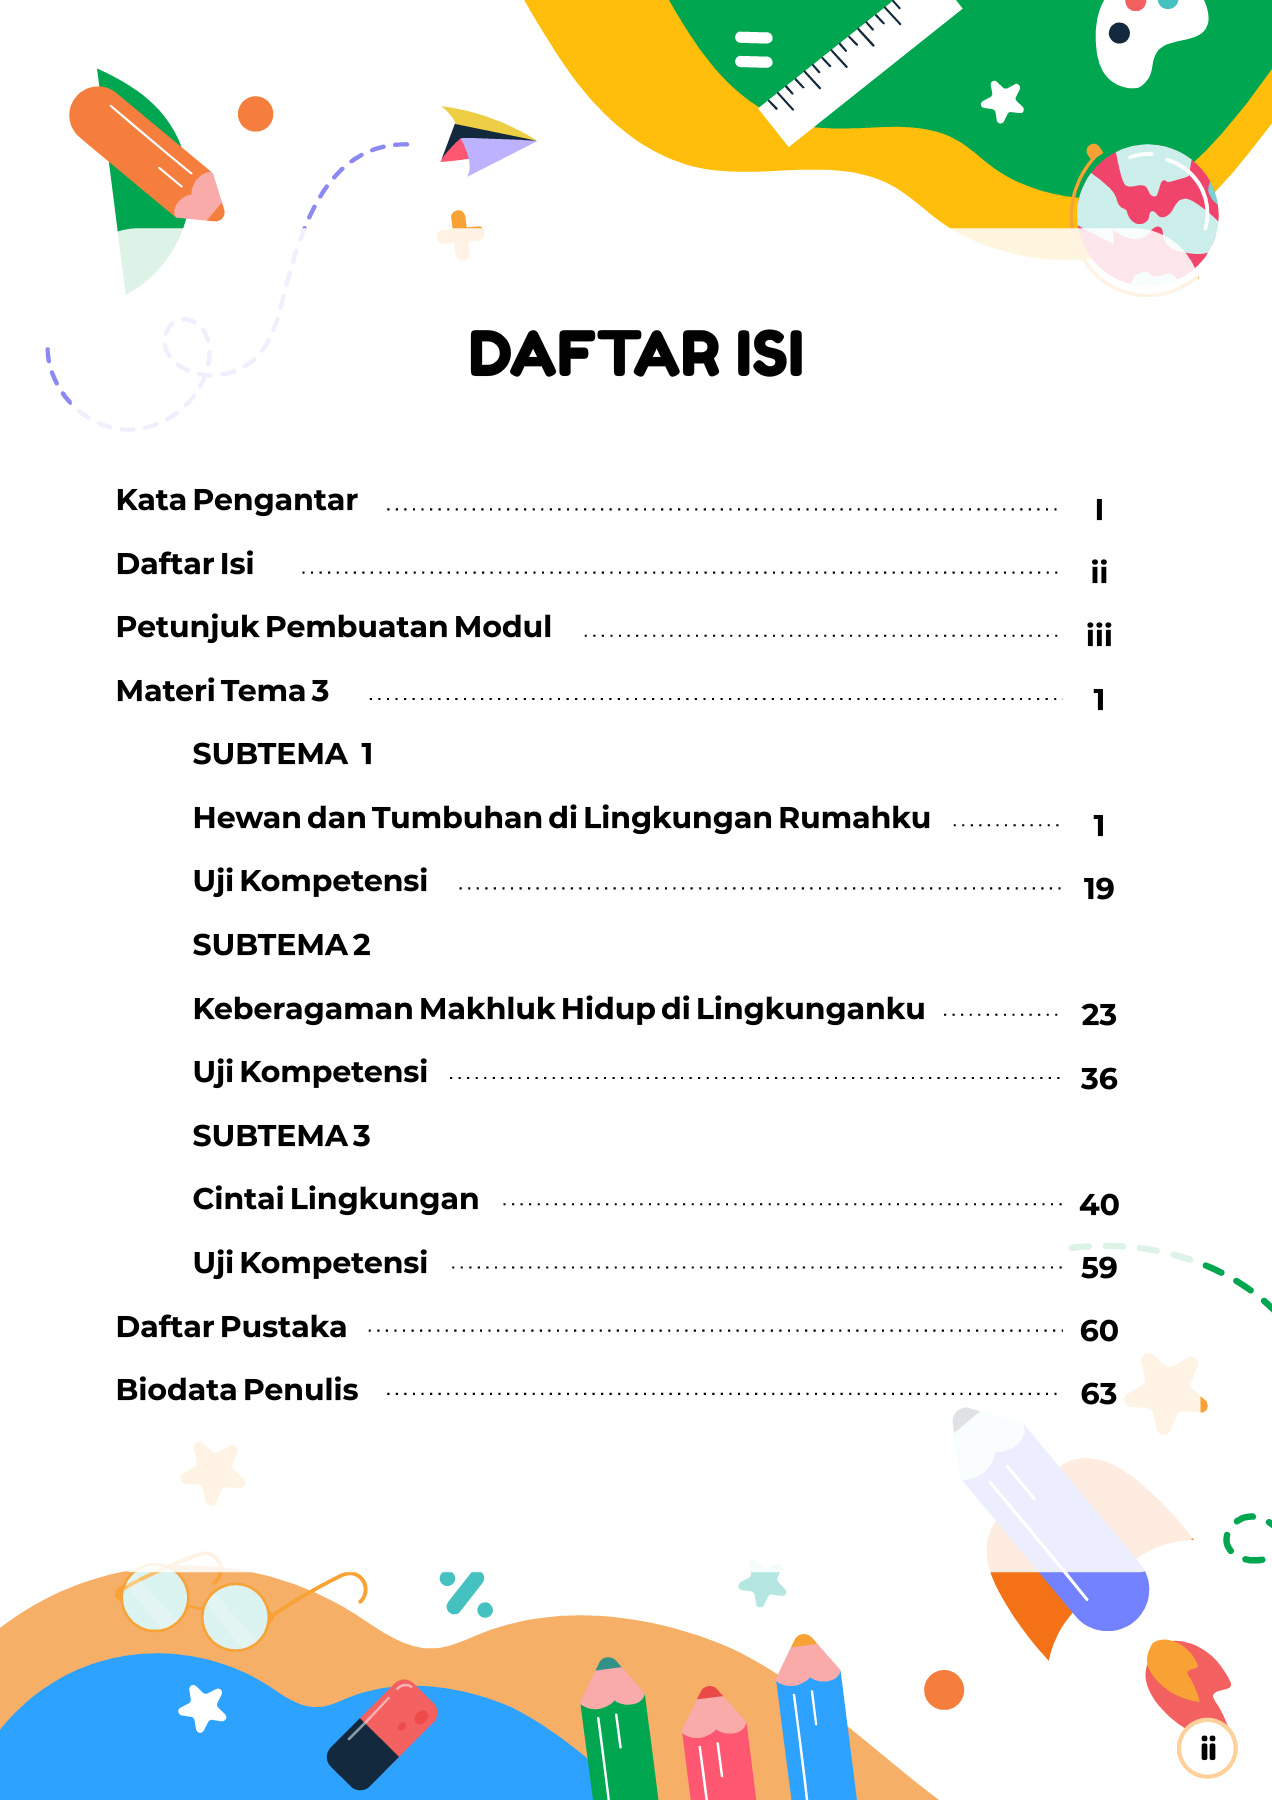 DAFTAR ISI
Kata Pengantar ........................ I
Daftar Isi ........................ ii
Petunjuk Pembuatan Modul ........................ iii
Materi Tema 3 ........................ 1
SUBTEMA 1
Hewan dan Tumbuhan di Lingkungan Rumahku ............. 1
Uji Kompetensi ........................ 19
SUBTEMA 2
Keberagaman Makhluk Hidup di Lingkunganku ............. 23
Uji Kompetensi ........................ 36
SUBTEMA 3
Cintai Lingkungan ........................ 40
Uji Kompetensi ........................ 59
Daftar Pustaka ........................ 60
Biodata Penulis ........................ 63
ii